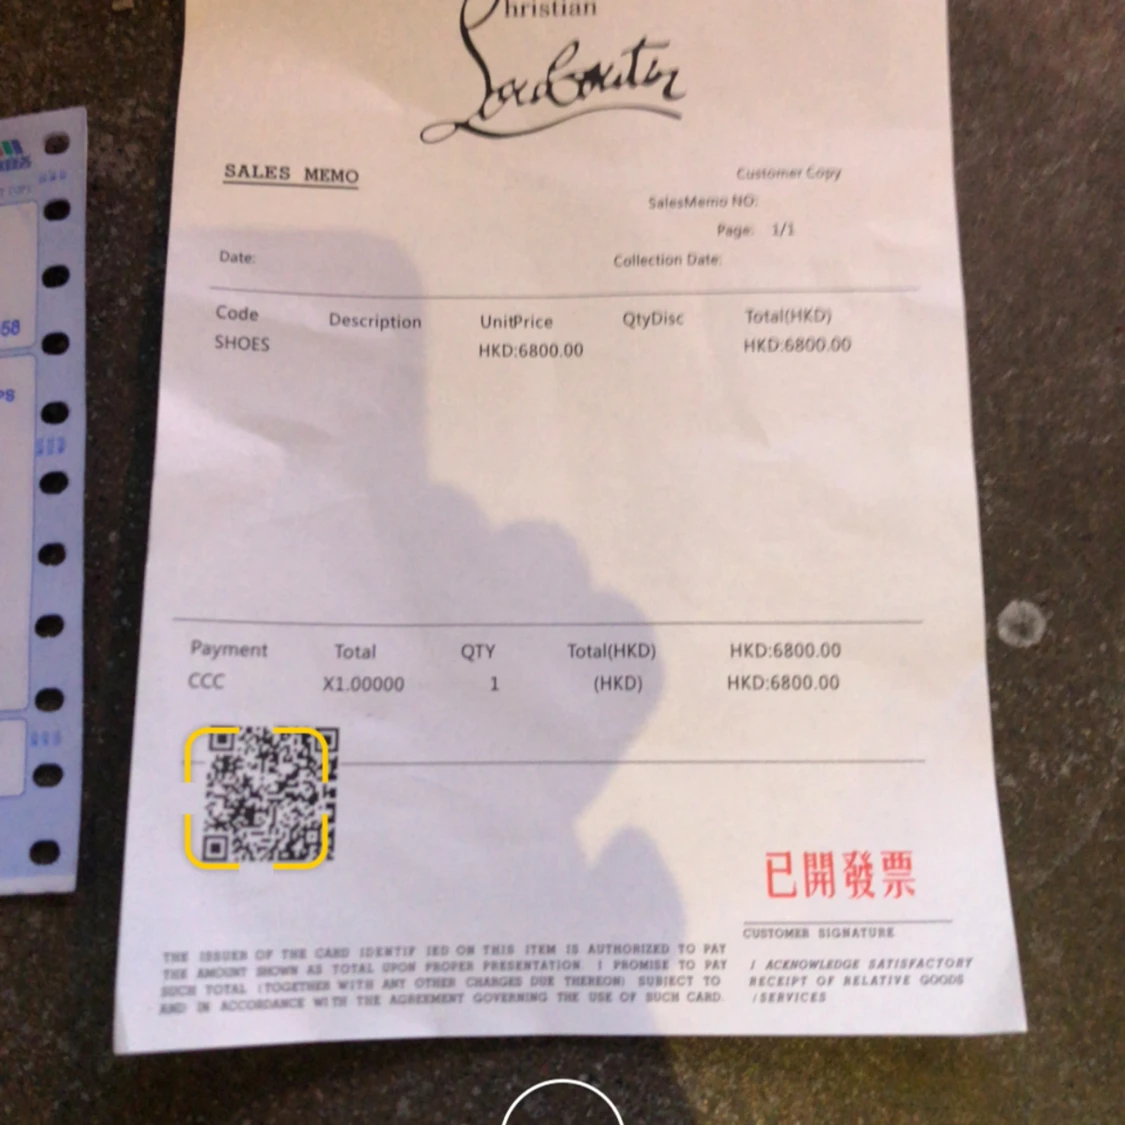 Christian
Louboutin
SALES MEMO
Customer Copy
SalesMemo NO:
Page: 1/1
Date:
Collection Date:
Code Description UnitPrice QtyDisc Total(HKD)
SHOES HKD:6800.00 HKD:6800.00
Payment Total QTY Total(HKD) HKD:6800.00
CCC X1.00000 1 (HKD) HKD:6800.00
已開發票
CUSTOMER SIGNATURE
THE ISSUER OF THE CARD IDENTIF IED ON THIS ITEM IS AUTHORIZED TO PAY
THE AMOUNT SHOWN AS TOTAL UPON PROPER PRESENTATION. I PROMISE TO PAY
SUCH TOTAL (TOGETHER WITH ANY OTHER CHARGES DUE THEREON) SUBJECT TO
AND IN ACCORDANCE WITH THE AGREEMENT GOVERNING THE USE OF SUCH CARD.
I ACKNOWLEDGE SATISFACTORY
RECEIPT OF RELATIVE GOODS
/SERVICES
58